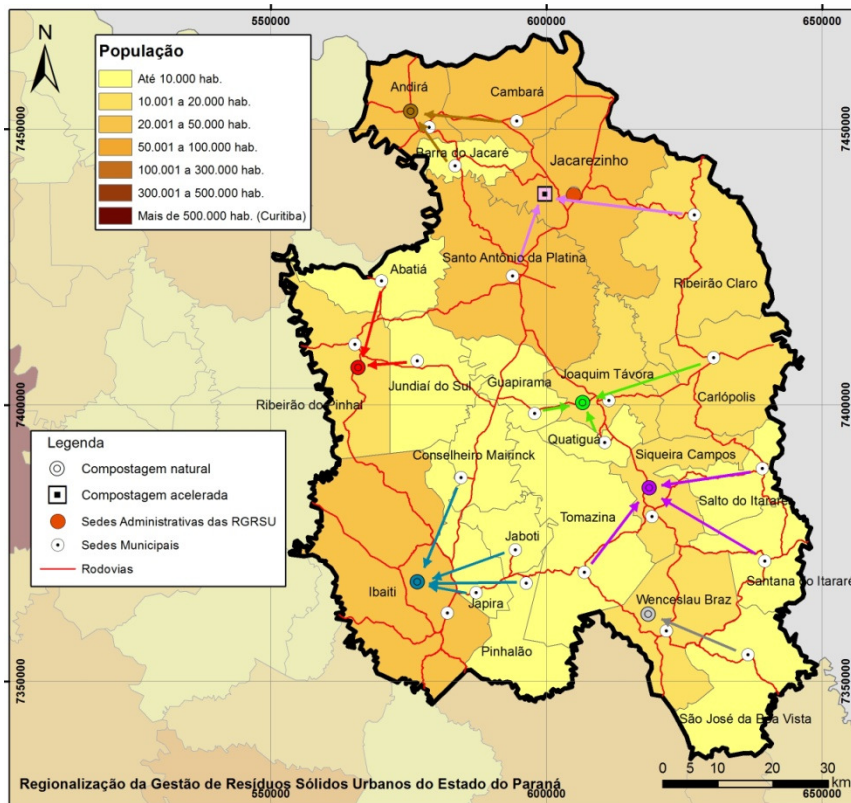 550000
600000
650000
População
Até 10.000 hab.
10.001 a 20.000 hab.
20.001 a 50.000 hab.
50.001 a 100.000 hab.
100.001 a 300.000 hab.
300.001 a 500.000 hab.
Mais de 500.000 hab. (Curitiba)
N
Andirá
Cambará
7450000
7450000
Barra do Jacaré
Jacarezinho
Santo Antônio da Platina
Abatiá
Ribeirão Claro
Joaquim Távora
Guapirama
Jundiaí do Sul
Carlópolis
7400000
7400000
Ribeirão do Pinhal
Quatiguá
Legenda
Compostagem natural
Compostagem acelerada
Sedes Administrativas das RGRSU
Sedes Municipais
Rodovias
Conselheiro Mairinck
Siqueira Campos
Salto do Itararé
Tomazina
Jaboti
Ibaiti
Japira
Santana do Itararé
Wenceslau Braz
Pinhalão
7350000
7350000
São José da Boa Vista
Regionalização da Gestão de Resíduos Sólidos Urbanos do Estado do Paraná
0 5 10 20 30
km
550000
600000
650000